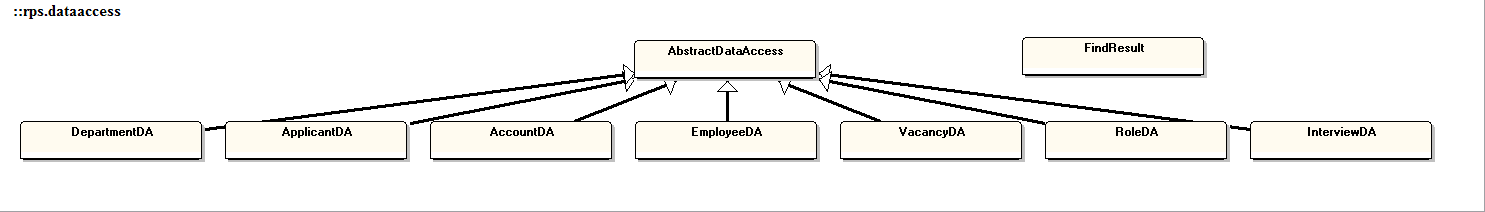 ::rps.dataaccess
AbstractDataAccess
FindResult
DepartmentDA
ApplicantDA
AccountDA
EmployeeDA
VacancyDA
RoleDA
InterviewDA